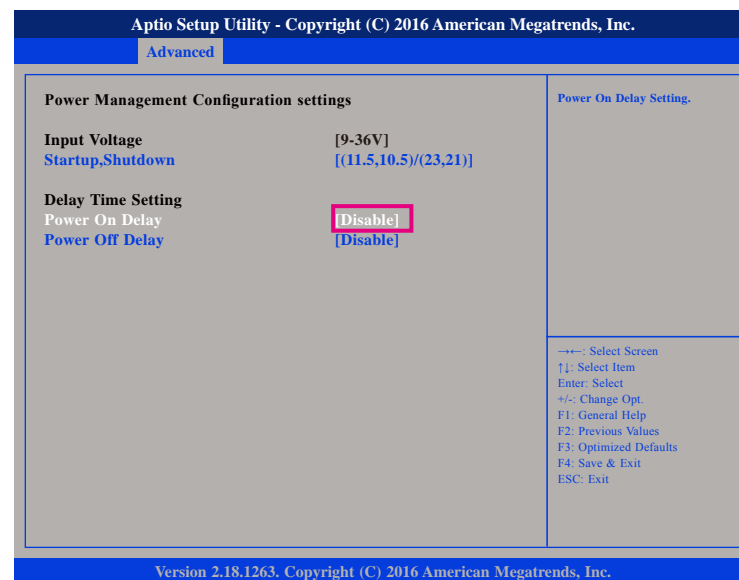 Aptio Setup Utility - Copyright (C) 2016 American Megatrends, Inc.
Advanced
Power Management Configuration settings
Input Voltage [9-36V]
Startup,Shutdown [(11.5,10.5)/(23,21)]
Delay Time Setting
Power On Delay [Disable]
Power Off Delay [Disable]
Power On Delay Setting.
→←: Select Screen
↑↓: Select Item
Enter: Select
+/-: Change Opt.
F1: General Help
F2: Previous Values
F3: Optimized Defaults
F4: Save & Exit
ESC: Exit
Version 2.18.1263. Copyright (C) 2016 American Megatrends, Inc.